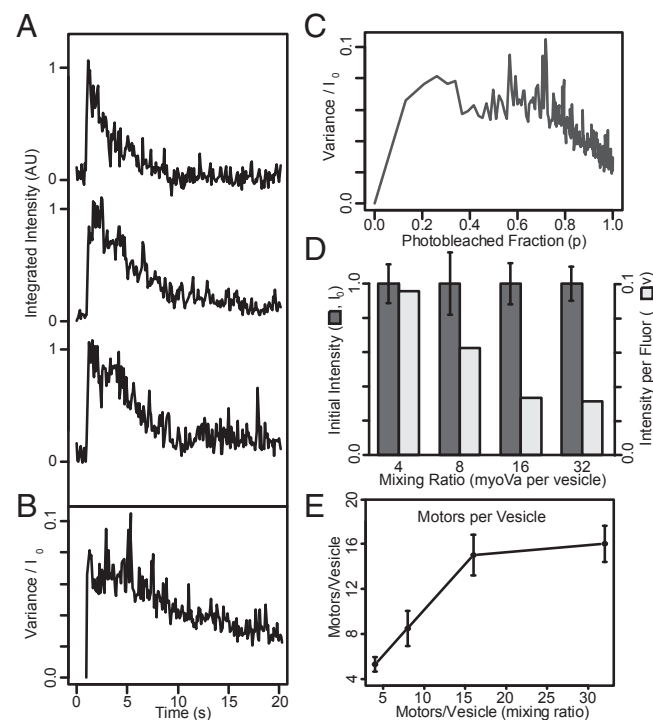 A
1
0
1
0
1
0
Integrated Intensity (AU)
B
0.1
0.0
Variance / I 0
0
5
10
15
20
Time (s)
C
0.1
0.0
Variance / I 0
0.0
0.2
0.4
0.6
0.8
1.0
Photobleached Fraction (p)
D
1.0
0.0
Initial Intensity ( , I0)
0.1
0.0
Intensity per Fluor ( v)
4
8
16
32
Mixing Ratio (myoVa per vesicle)
E
Motors per Vesicle
20
16
12
8
4
Motors/Vesicle
5
10
15
20
25
30
Motors/Vesicle (mixing ratio)